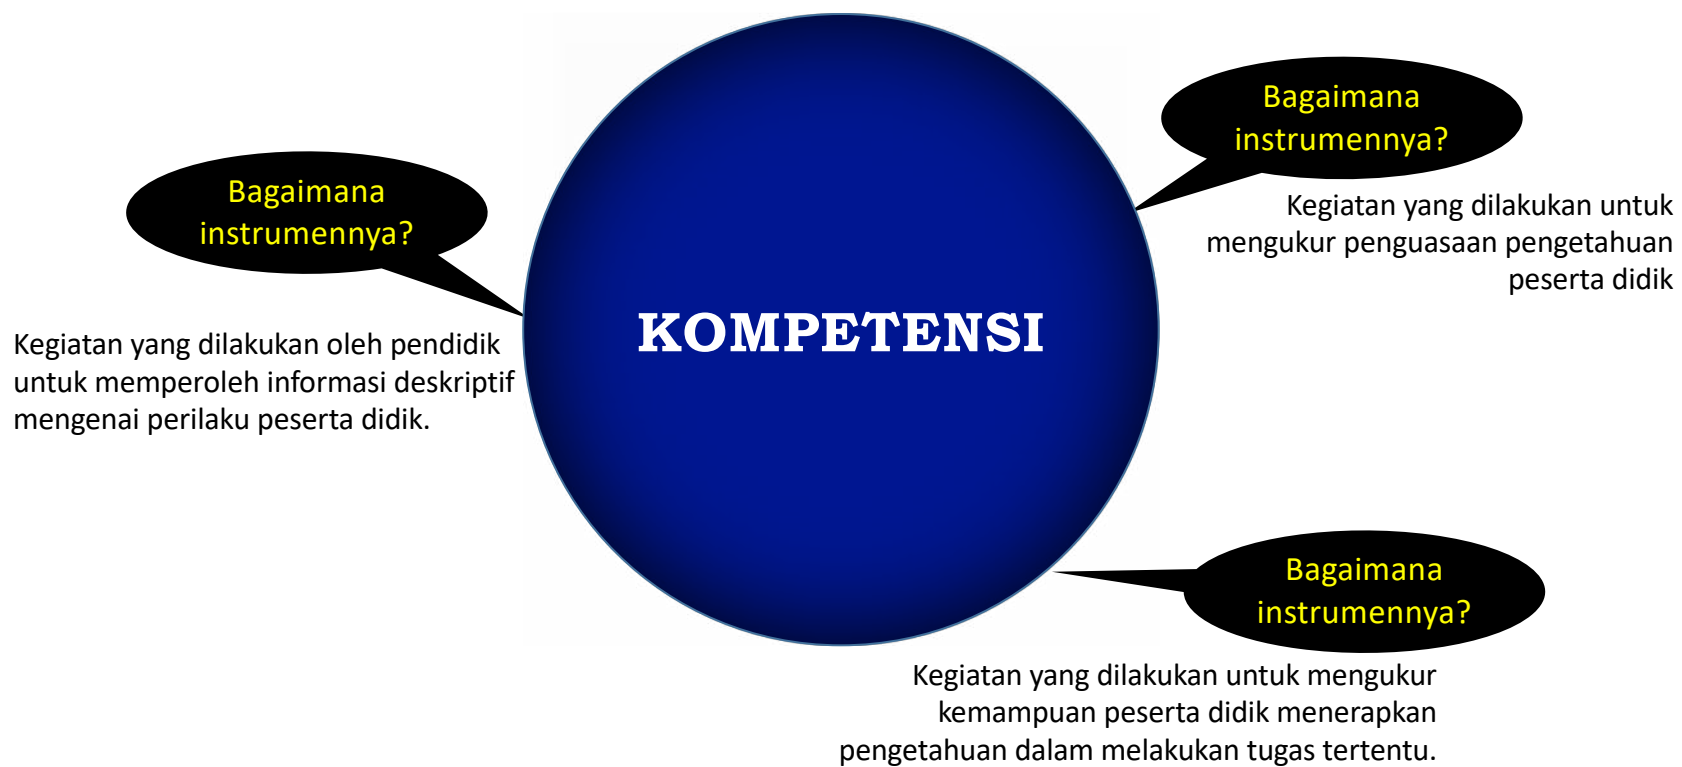 Bagaimana
instrumennya?
Kegiatan yang dilakukan oleh pendidik
untuk memperoleh informasi deskriptif
mengenai perilaku peserta didik.
KOMPETENSI
Bagaimana
instrumennya?
Kegiatan yang dilakukan untuk
mengukur penguasaan pengetahuan
peserta didik
Bagaimana
instrumennya?
Kegiatan yang dilakukan untuk mengukur
kemampuan peserta didik menerapkan
pengetahuan dalam melakukan tugas tertentu.